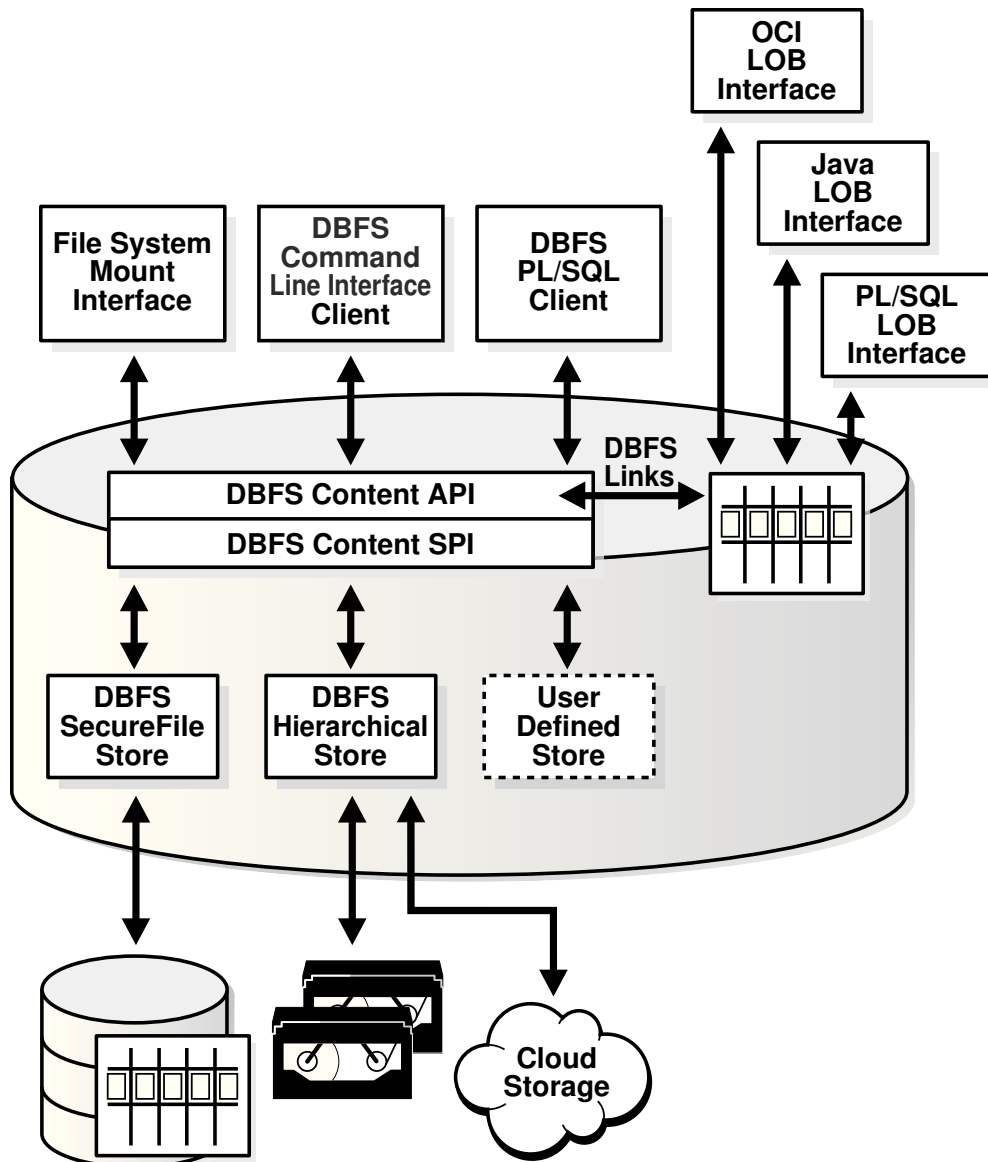 OCI
LOB
Interface
Java
LOB
Interface
PL/SQL
LOB
Interface
File System
Mount
Interface
DBFS
Command
Line Interface
Client
DBFS
PL/SQL
Client
DBFS
Links
DBFS Content API
DBFS Content SPI
DBFS
SecureFile
Store
DBFS
Hierarchical
Store
User
Defined
Store
Cloud
Storage